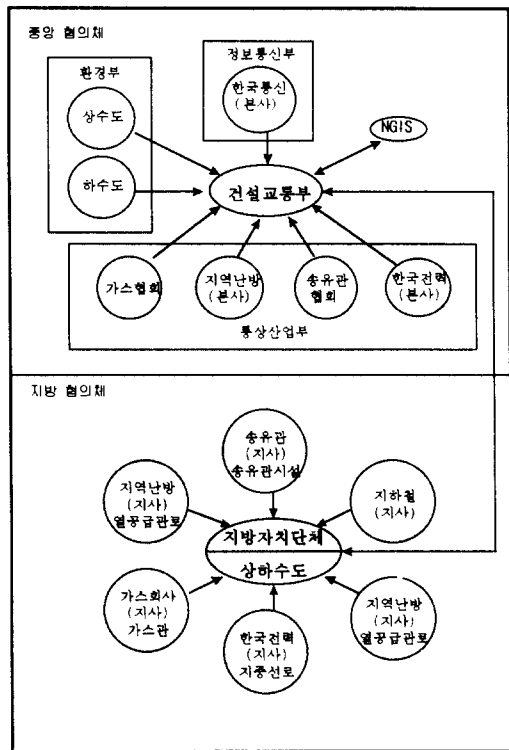 중앙 협의체
환경부
상수도
하수도
정보통신부
한국통신
(본사)
NGIS
건설교통부
가스협회
지역난방
(본사)
송유관
협회
한국전력
(본사)
통상산업부
지방 협의체
송유관
(지사)
송유관시설
지역난방
(지사)
열공급관로
지하철
(지사)
지방자치단체
상하수도
가스회사
(지사)
가스관
한국전력
(지사)
지중선로
지역난방
(지사)
열공급관로